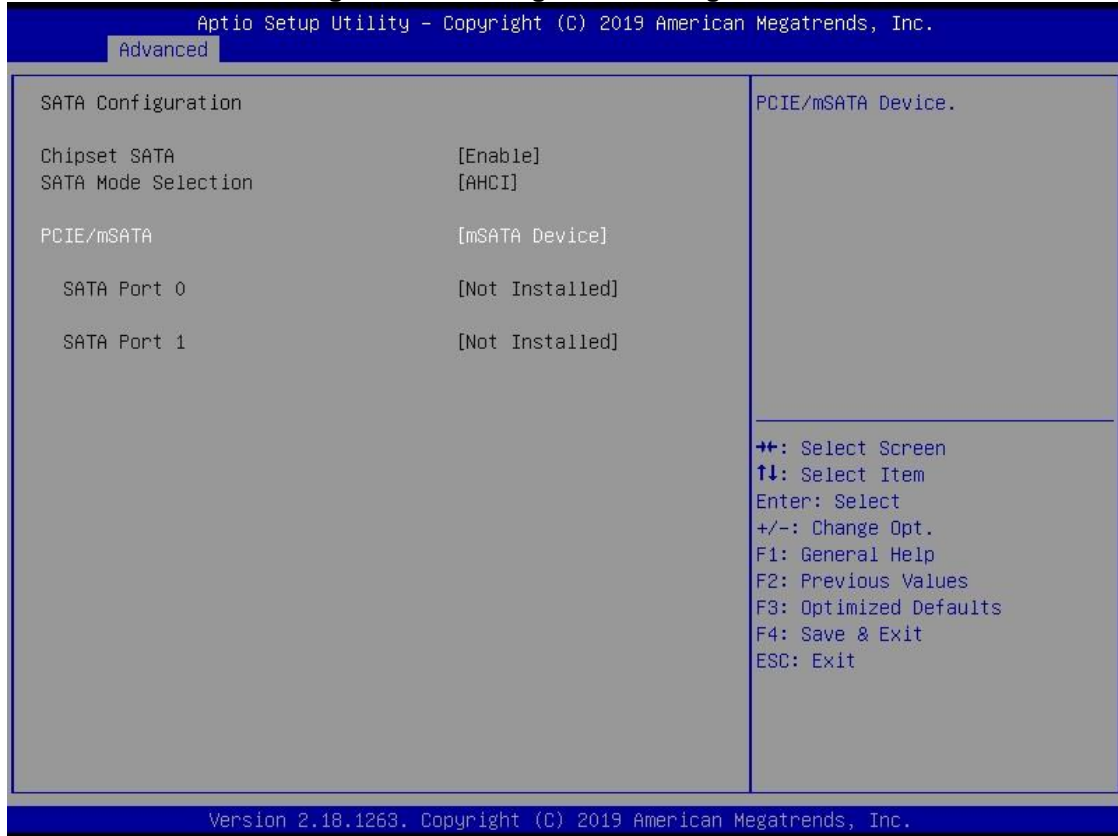 Aptio Setup Utility – Copyright (C) 2019 American Megatrends, Inc.
Advanced
SATA Configuration
Chipset SATA [Enable]
SATA Mode Selection [AHCI]
PCIE/mSATA [mSATA Device]
SATA Port 0 [Not Installed]
SATA Port 1 [Not Installed]
PCIE/mSATA Device.
→←: Select Screen
↑↓: Select Item
Enter: Select
+/-: Change Opt.
F1: General Help
F2: Previous Values
F3: Optimized Defaults
F4: Save & Exit
ESC: Exit
Version 2.18.1263. Copyright (C) 2019 American Megatrends, Inc.